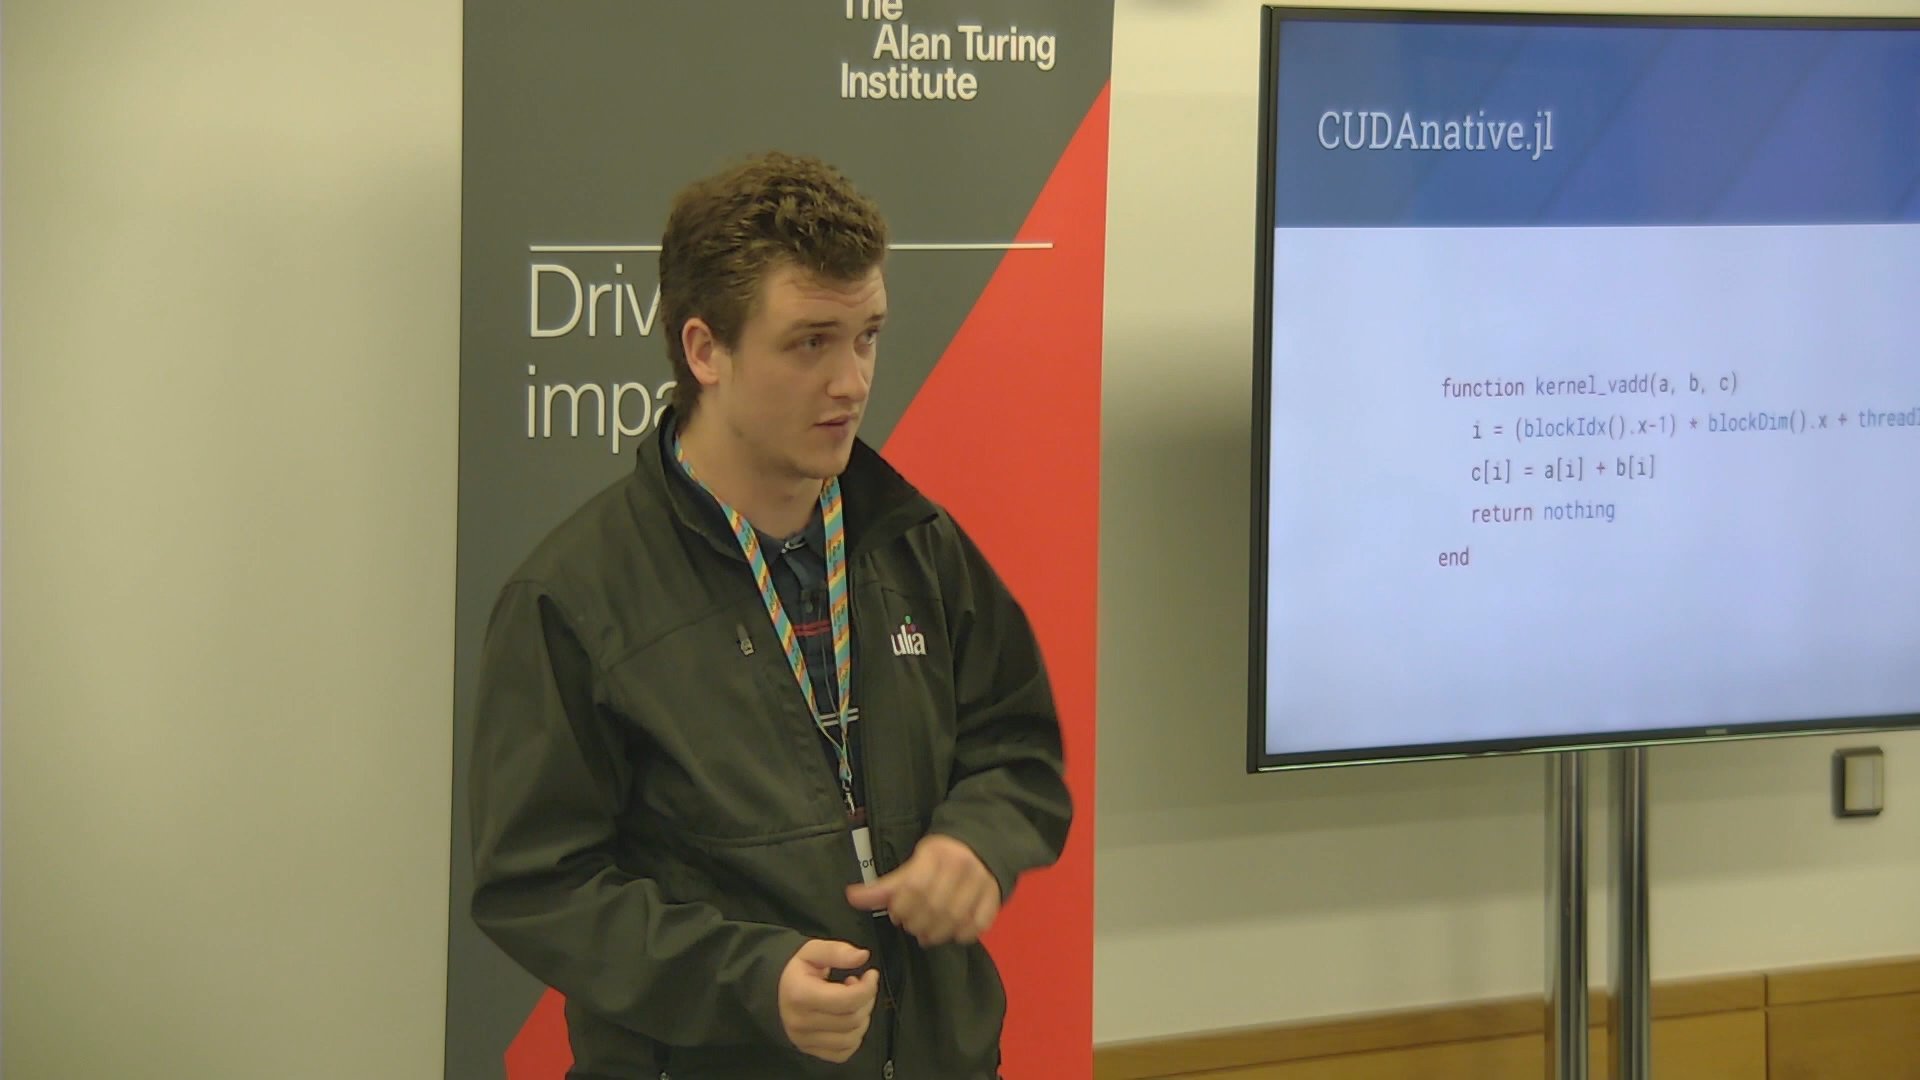 The
Alan Turing
Institute
Driv
impa
ulia
CUDAnative.jl
function kernel_vadd(a, b, c)
i = (blockIdx().x-1) * blockDim().x + thread
c[i] = a[i] + b[i]
return nothing
end